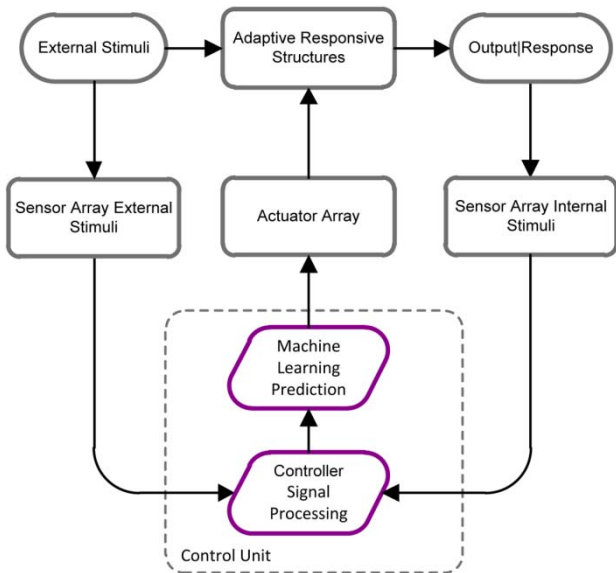 External Stimuli
Adaptive Responsive
Structures
Output|Response
Sensor Array External
Stimuli
Actuator Array
Sensor Array Internal
Stimuli
Machine
Learning
Prediction
Controller
Signal
Processing
Control Unit